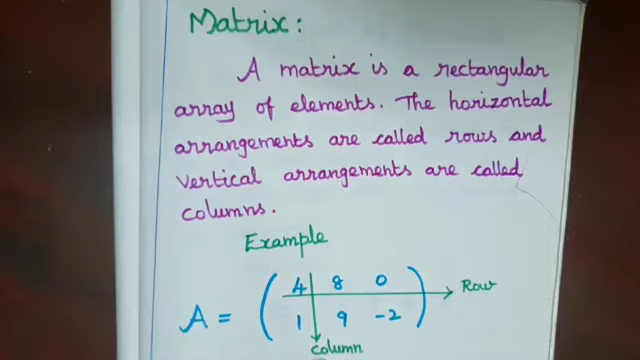 Matrix:
A matrix is a rectangular
array of elements. The horizontal
arrangements are called rows and
vertical arrangements are called
columns.
Example
4 8 0 Row
A =
1 9 -2
column